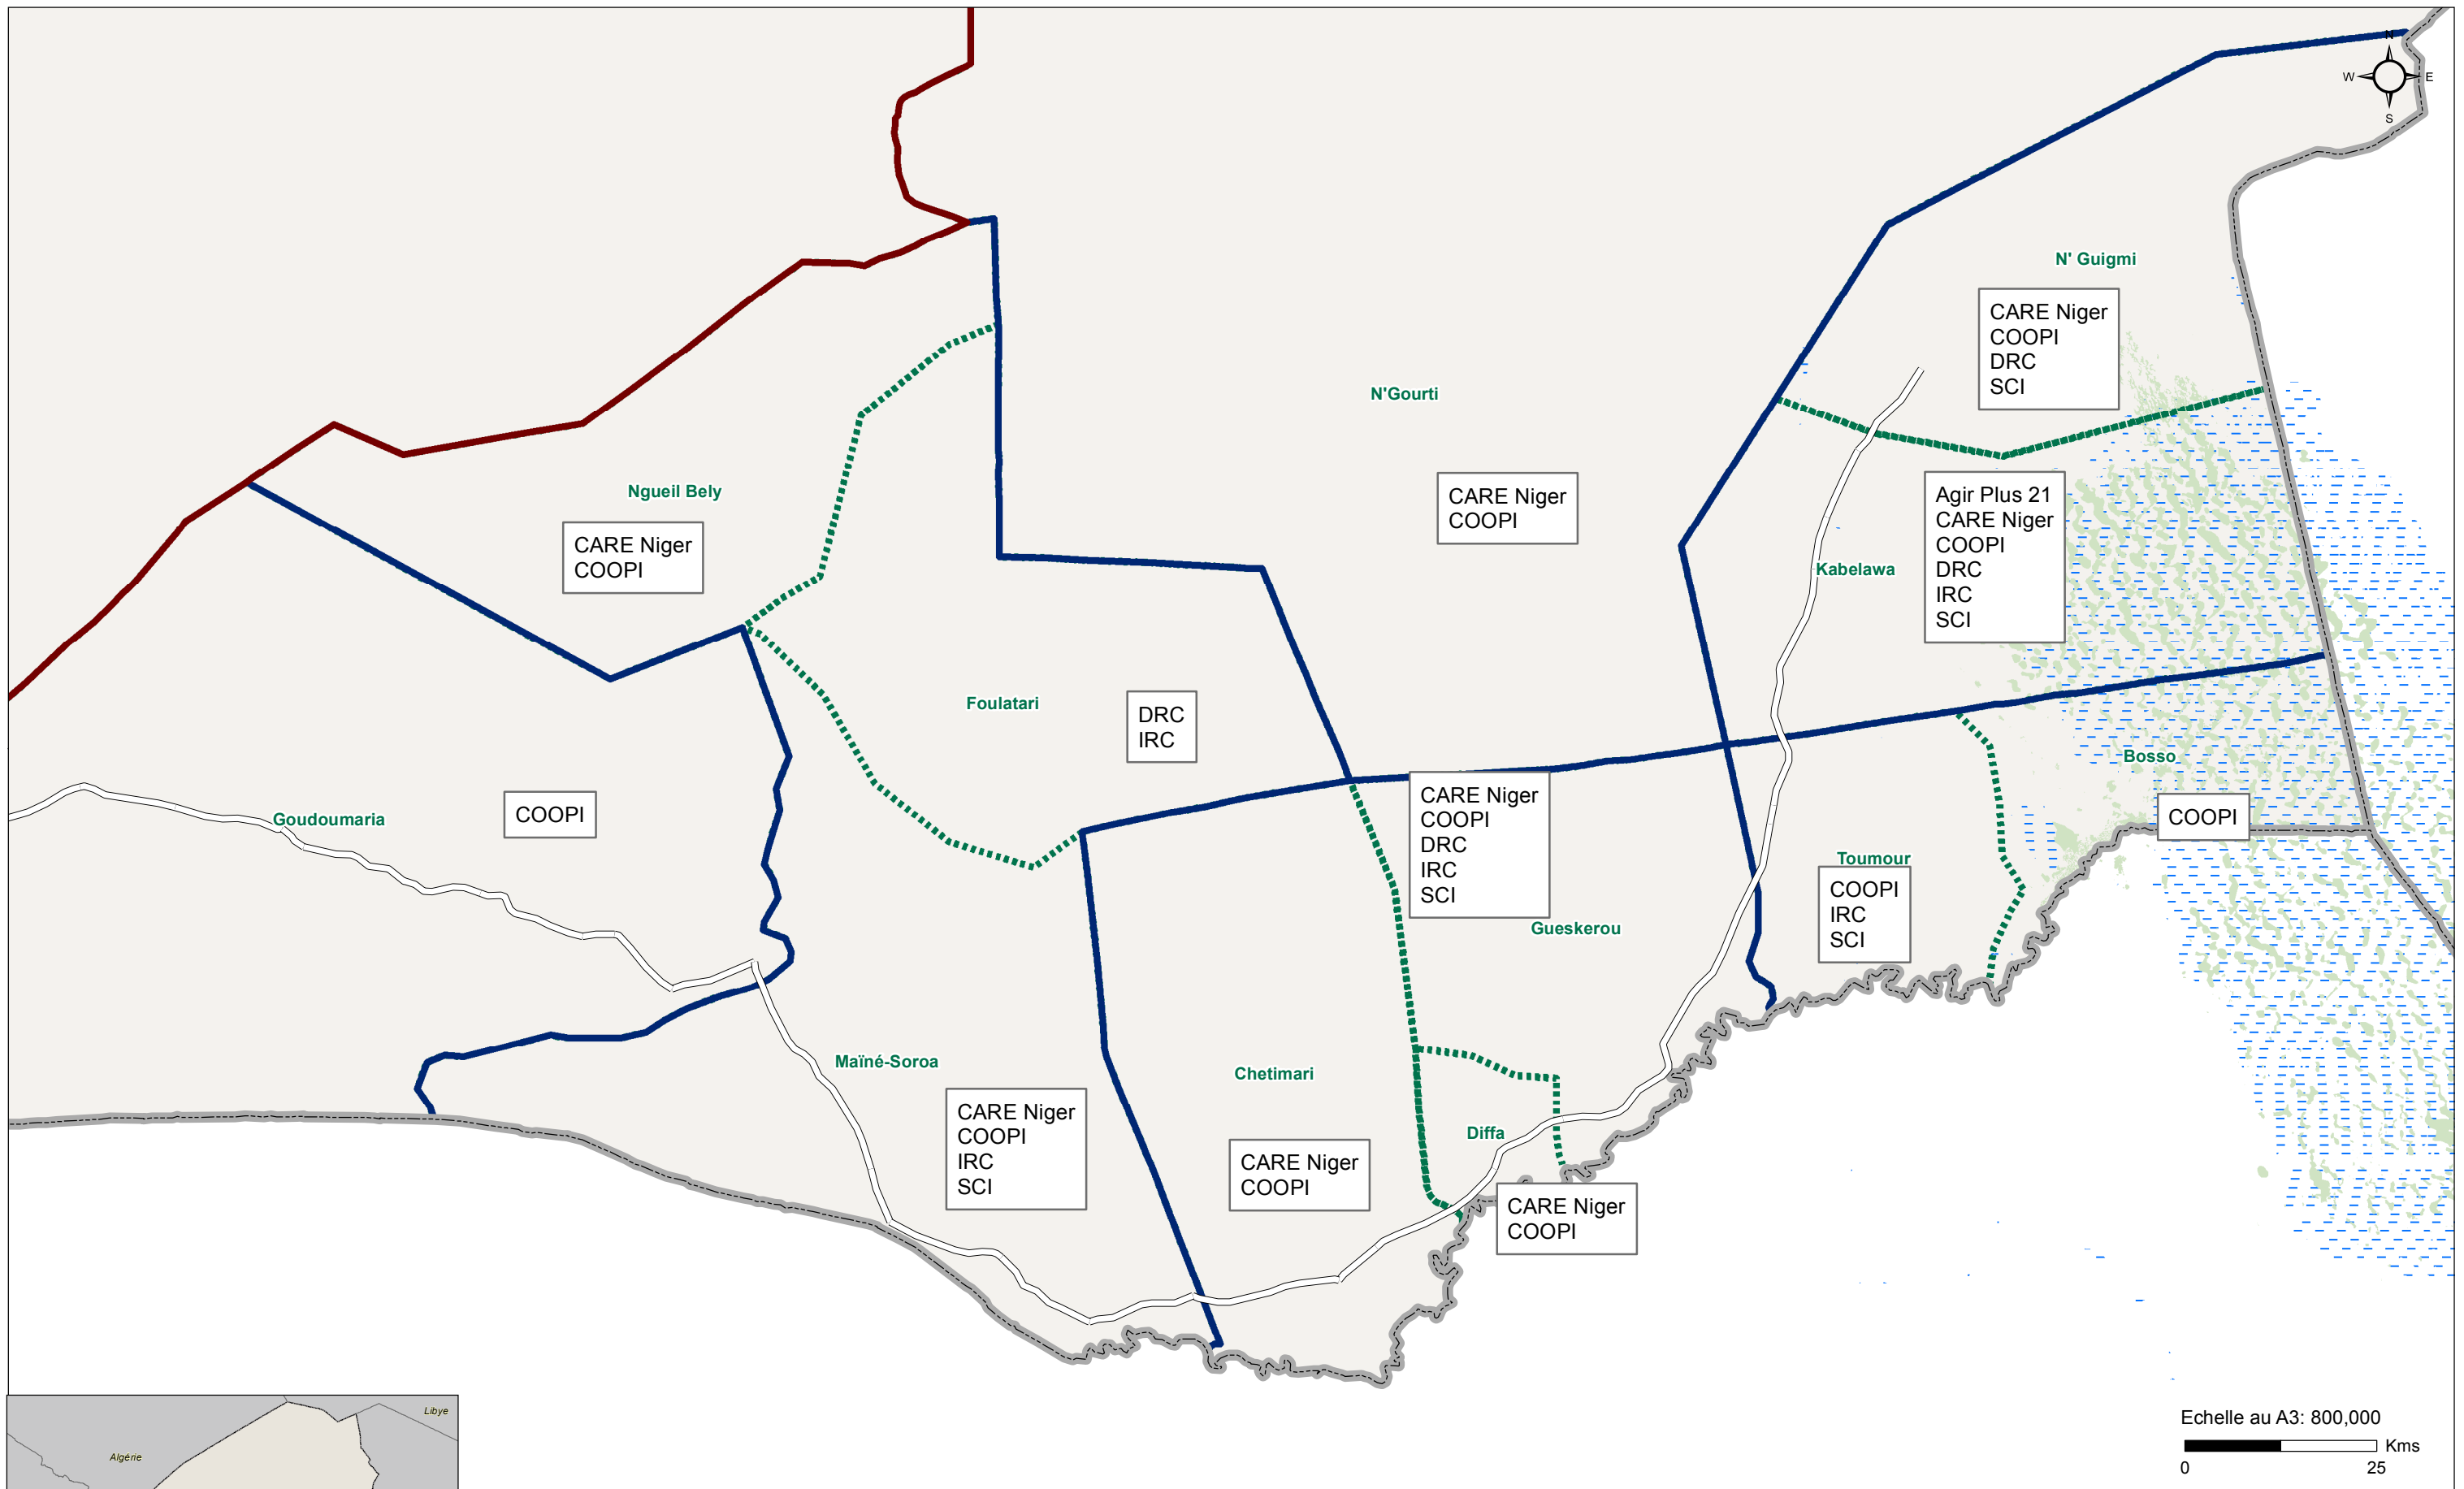 N
W
E
S
N' Guigmi
CARE Niger
COOPI
DRC
SCI
N'Gourti
CARE Niger
COOPI
Ngueil Bely
CARE Niger
COOPI
Kabelawa
Agir Plus 21
CARE Niger
COOPI
DRC
IRC
SCI
Foulatari
DRC
IRC
Bosso
COOPI
Goudoumaria
COOPI
CARE Niger
COOPI
DRC
IRC
SCI
Gueskerou
Toumour
COOPI
IRC
SCI
Maïné-Soroa
CARE Niger
COOPI
IRC
SCI
Chetimari
CARE Niger
COOPI
Diffa
CARE Niger
COOPI
Libye
Algérie
Echelle au A3: 800,000
Kms
0
25